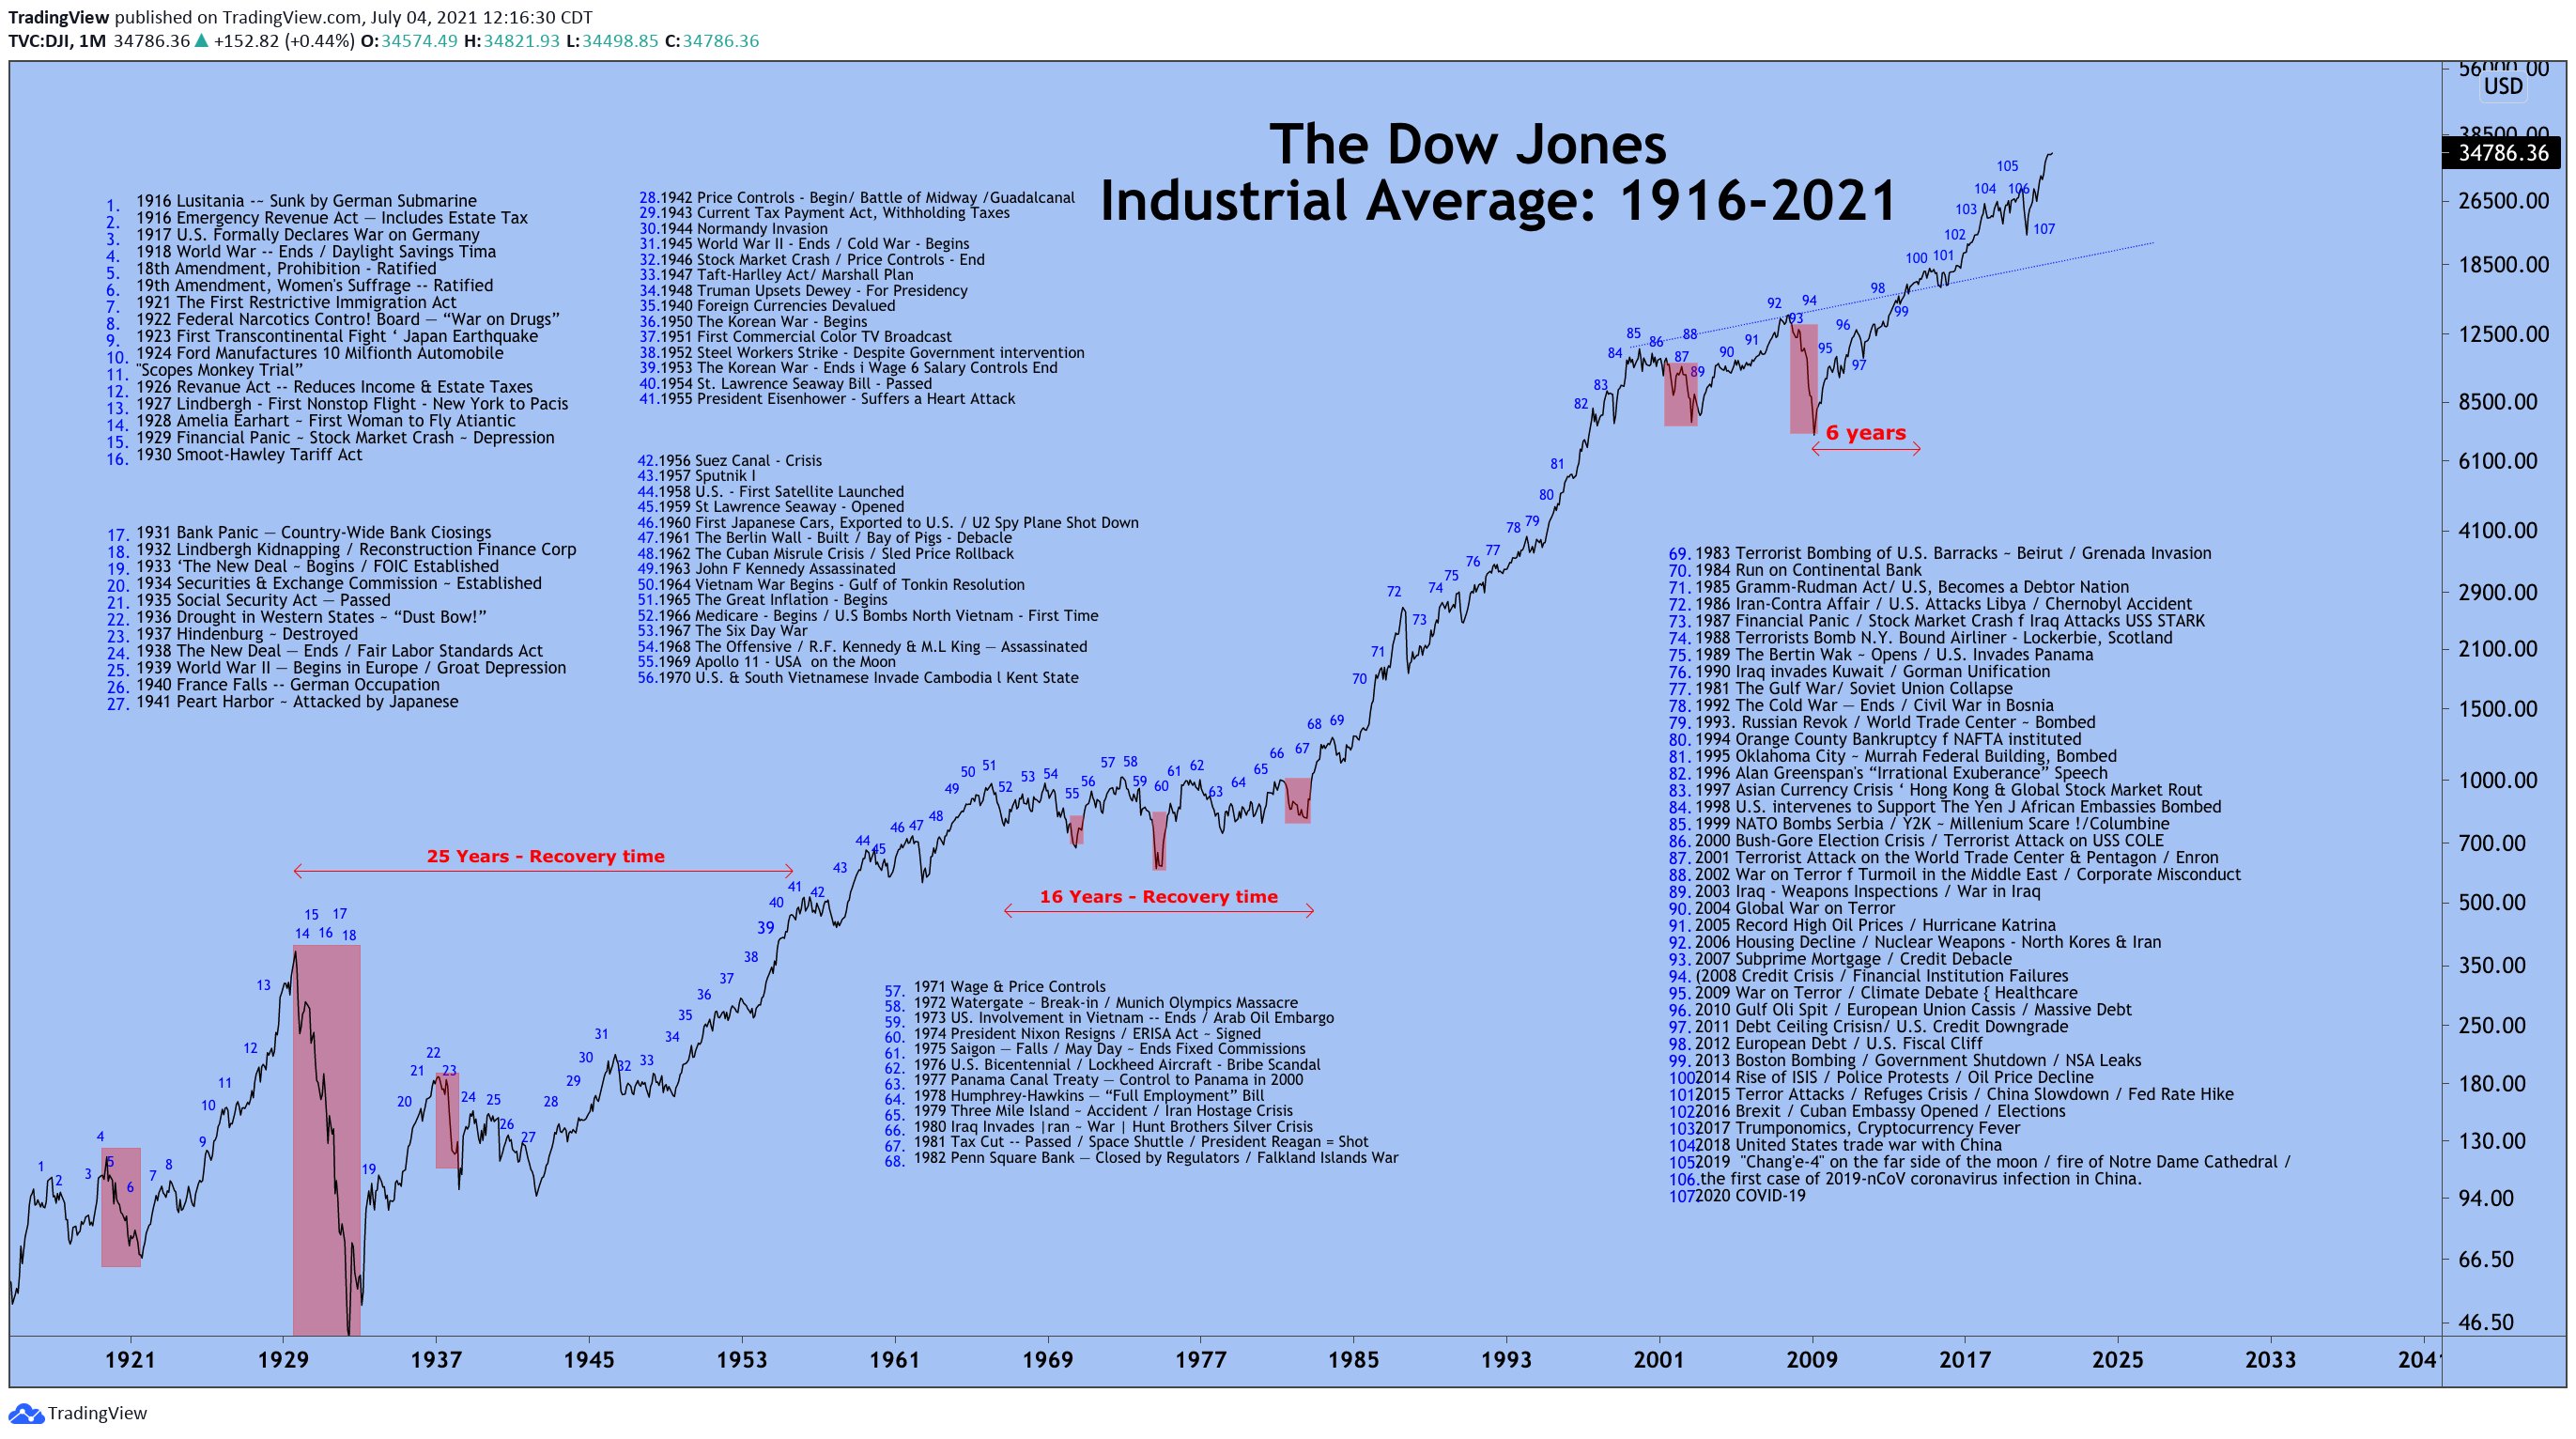 TradingView published on TradingView.com, July 04, 2021 12:16:30 CDT
TVC:DJI, 1M 34786.36 ▲ +152.82 (+0.44%) O:34574.49 H:34821.93 L:34498.85 C:34786.36
The Dow Jones
Industrial Average: 1916-2021
1. 1916 Lusitania -~ Sunk by German Submarine
2. 1916 Emergency Revenue Act — Includes Estate Tax
3. 1917 U.S. Formally Declares War on Germany
4. 1918 World War -- Ends / Daylight Savings Tima
5. 18th Amendment, Prohibition - Ratified
6. 19th Amendment, Women's Suffrage -- Ratified
7. 1921 The First Restrictive Immigration Act
8. 1922 Federal Narcotics Contro! Board — “War on Drugs”
9. 1923 First Transcontinental Fight ‘ Japan Earthquake
10. 1924 Ford Manufactures 10 Milfionth Automobile
11. "Scopes Monkey Trial”
12. 1926 Revanue Act -- Reduces Income & Estate Taxes
13. 1927 Lindbergh - First Nonstop Flight - New York to Pacis
14. 1928 Amelia Earhart ~ First Woman to Fly Atlantic
15. 1929 Financial Panic ~ Stock Market Crash ~ Depression
16. 1930 Smoot-Hawley Tariff Act
17. 1931 Bank Panic — Country-Wide Bank Ciosings
18. 1932 Lindbergh Kidnapping / Reconstruction Finance Corp
19. 1933 ‘The New Deal ~ Bogins / FOIC Established
20. 1934 Securities & Exchange Commission ~ Established
21. 1935 Social Security Act — Passed
22. 1936 Drought in Western States ~ “Dust Bow!”
23. 1937 Hindenburg ~ Destroyed
24. 1938 The New Deal — Ends / Fair Labor Standards Act
25. 1939 World War II — Begins in Europe / Groat Depression
26. 1940 France Falls -- German Occupation
27. 1941 Peart Harbor ~ Attacked by Japanese
28.1942 Price Controls - Begin/ Battle of Midway /Guadalcanal
29.1943 Current Tax Payment Act, Withholding Taxes
30.1944 Normandy Invasion
31.1945 World War II - Ends / Cold War - Begins
32.1946 Stock Market Crash / Price Controls - End
33.1947 Taft-Harlley Act/ Marshall Plan
34.1948 Truman Upsets Dewey - For Presidency
35.1940 Foreign Currencies Devalued
36.1950 The Korean War - Begins
37.1951 First Commercial Color TV Broadcast
38.1952 Steel Workers Strike - Despite Government intervention
39.1953 The Korean War - Ends i Wage 6 Salary Controls End
40.1954 St. Lawrence Seaway Bill - Passed
41.1955 President Eisenhower - Suffers a Heart Attack
42.1956 Suez Canal - Crisis
43.1957 Sputnik I
44.1958 U.S. - First Satellite Launched
45.1959 St Lawrence Seaway - Opened
46.1960 First Japanese Cars, Exported to U.S. / U2 Spy Plane Shot Down
47.1961 The Berlin Wall - Built / Bay of Pigs - Debacle
48.1962 The Cuban Misrule Crisis / Sled Price Rollback
49.1963 John F Kennedy Assassinated
50.1964 Vietnam War Begins - Gulf of Tonkin Resolution
51.1965 The Great Inflation - Begins
52.1966 Medicare - Begins / U.S Bombs North Vietnam - First Time
53.1967 The Six Day War
54.1968 The Offensive / R.F. Kennedy & M.L King — Assassinated
55.1969 Apollo 11 - USA on the Moon
56.1970 U.S. & South Vietnamese Invade Cambodia l Kent State
57. 1971 Wage & Price Controls
58. 1972 Watergate ~ Break-in / Munich Olympics Massacre
59. 1973 US. Involvement in Vietnam -- Ends / Arab Oil Embargo
60. 1974 President Nixon Resigns / ERISA Act ~ Signed
61. 1975 Saigon — Falls / May Day ~ Ends Fixed Commissions
62. 1976 U.S. Bicentennial / Lockheed Aircraft - Bribe Scandal
63. 1977 Panama Canal Treaty — Control to Panama in 2000
64. 1978 Humphrey-Hawkins — “Full Employment” Bill
65. 1979 Three Mile Island ~ Accident / Iran Hostage Crisis
66. 1980 Iraq Invades |ran ~ War | Hunt Brothers Silver Crisis
67. 1981 Tax Cut -- Passed / Space Shuttle / President Reagan = Shot
68. 1982 Penn Square Bank — Closed by Regulators / Falkland Islands War
69. 1983 Terrorist Bombing of U.S. Barracks ~ Beirut / Grenada Invasion
70. 1984 Run on Continental Bank
71. 1985 Gramm-Rudman Act/ U.S, Becomes a Debtor Nation
72. 1986 Iran-Contra Affair / U.S. Attacks Libya / Chernobyl Accident
73. 1987 Financial Panic / Stock Market Crash f Iraq Attacks USS STARK
74. 1988 Terrorists Bomb N.Y. Bound Airliner - Lockerbie, Scotland
75. 1989 The Bertin Wak ~ Opens / U.S. Invades Panama
76. 1990 Iraq invades Kuwait / Gorman Unification
77. 1981 The Gulf War/ Soviet Union Collapse
78. 1992 The Cold War — Ends / Civil War in Bosnia
79. 1993. Russian Revok / World Trade Center ~ Bombed
80. 1994 Orange County Bankruptcy f NAFTA instituted
81. 1995 Oklahoma City ~ Murrah Federal Building, Bombed
82. 1996 Alan Greenspan's “Irrational Exuberance” Speech
83. 1997 Asian Currency Crisis ‘ Hong Kong & Global Stock Market Rout
84. 1998 U.S. intervenes to Support The Yen J African Embassies Bombed
85. 1999 NATO Bombs Serbia / Y2K ~ Millenium Scare !/Columbine
86. 2000 Bush-Gore Election Crisis / Terrorist Attack on USS COLE
87. 2001 Terrorist Attack on the World Trade Center & Pentagon / Enron
88. 2002 War on Terror f Turmoil in the Middle East / Corporate Misconduct
89. 2003 Iraq - Weapons Inspections / War in Iraq
90. 2004 Global War on Terror
91. 2005 Record High Oil Prices / Hurricane Katrina
92. 2006 Housing Decline / Nuclear Weapons - North Kores & Iran
93. 2007 Subprime Mortgage / Credit Debacle
94. (2008 Credit Crisis / Financial Institution Failures
95. 2009 War on Terror / Climate Debate { Healthcare
96. 2010 Gulf Oli Spit / European Union Cassis / Massive Debt
97. 2011 Debt Ceiling Crisisn/ U.S. Credit Downgrade
98. 2012 European Debt / U.S. Fiscal Cliff
99. 2013 Boston Bombing / Government Shutdown / NSA Leaks
100. 2014 Rise of ISIS / Police Protests / Oil Price Decline
101. 2015 Terror Attacks / Refuges Crisis / China Slowdown / Fed Rate Hike
102. 2016 Brexit / Cuban Embassy Opened / Elections
103. 2017 Trumponomics, Cryptocurrency Fever
104. 2018 United States trade war with China
105. 2019 "Chang'e-4" on the far side of the moon / fire of Notre Dame Cathedral /
106. the first case of 2019-nCoV coronavirus infection in China.
107. 2020 COVID-19
25 Years - Recovery time
16 Years - Recovery time
6 years
1 2 3 4 5 6 7 8 9 10 11 12 13 14 15 16 17 18 19 20 21 22 23 24 25 26 27 28 29 30 31 32 33 34 35 36 37 38 39 40 41 42 43 44 45 46 47 48 49 50 51 52 53 54 55 56 57 58 59 60 61 62 63 64 65 66 67 68 69 70 71 72 73 74 75 76 77 78 79 80 81 82 83 84 85 86 87 88 89 90 91 92 93 94 95 96 97 98 99 100 101 102 103 104 105 106 107
56000.00
USD
38500.00
34786.36
26500.00
18500.00
12500.00
8500.00
6100.00
4100.00
2900.00
2100.00
1500.00
1000.00
700.00
500.00
350.00
250.00
180.00
130.00
94.00
66.50
46.50
1921 1929 1937 1945 1953 1961 1969 1977 1985 1993 2001 2009 2017 2025 2033 2041
TradingView